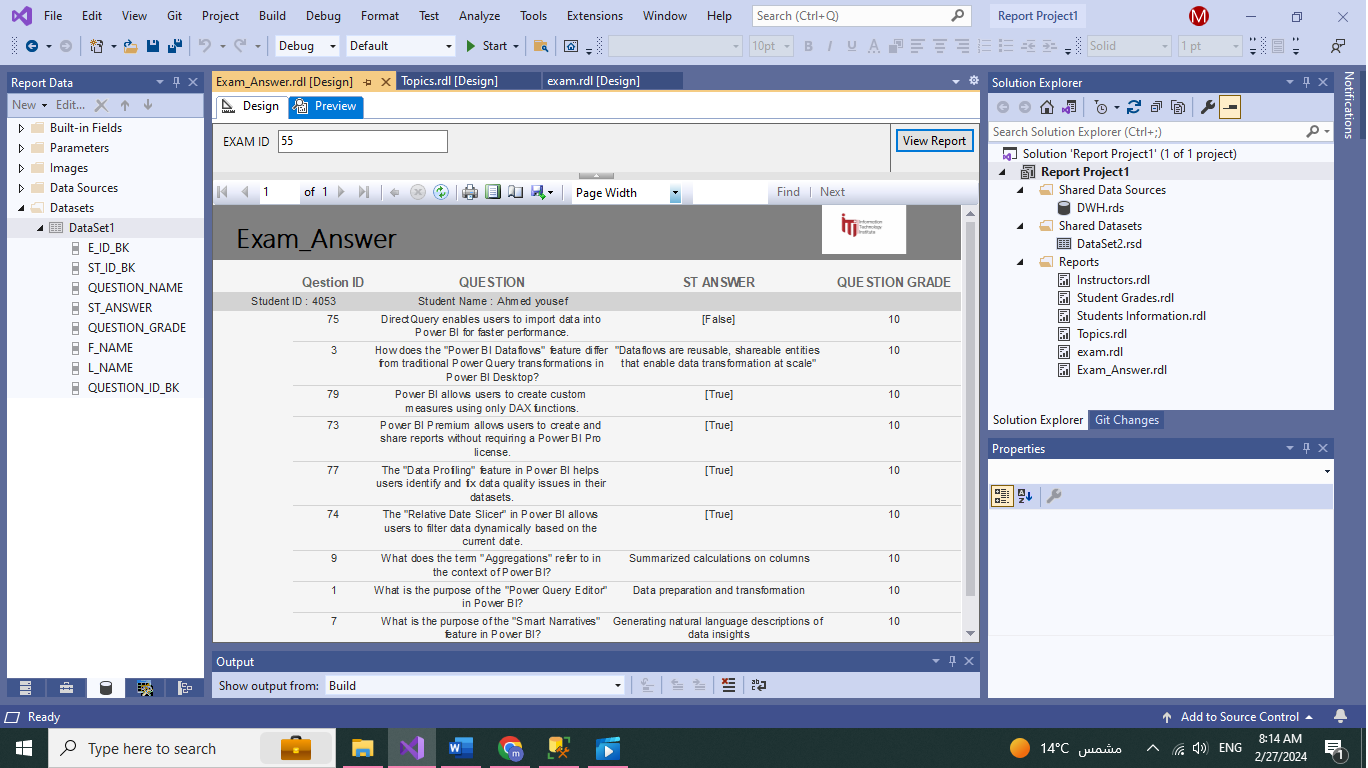 File Edit View Git Project Build Debug Format Test Analyze Tools Extensions Window Help Search (Ctrl+Q) Report Project1 M
Debug Default Start 10pt Solid 1 pt
Report Data
New Edit...
Built-in Fields
Parameters
Images
Data Sources
Datasets
DataSet1
E_ID_BK
ST_ID_BK
QUESTION_NAME
ST_ANSWER
QUESTION_GRADE
F_NAME
L_NAME
QUESTION_ID_BK
Exam_Answer.rdl [Design] Topics.rdl [Design] exam.rdl [Design]
Design Preview
EXAM ID 55 View Report
1 of 1 Page Width Find Next
Exam_Answer
iTi
Information
Technology
Institute
Qestion ID QUESTION ST ANSWER QUESTION GRADE
Student ID : 4053 Student Name : Ahmed yousef
75 DirectQuery enables users to import data into [False] 10
Power BI for faster performance.
3 How does the "Power BI Dataflows" feature differ "Dataflows are reusable, shareable entities 10
from traditional Power Query transformations in that enable data transformation at scale"
Power BI Desktop?
79 Power BI allows users to create custom [True] 10
measures using only DAX functions.
73 Power BI Premium allows users to create and [True] 10
share reports without requiring a Power BI Pro
license.
77 The "Data Profiling" feature in Power BI helps [True] 10
users identify and fix data quality issues in their
datasets.
74 The "Relative Date Slicer" in Power BI allows [True] 10
users to filter data dynamically based on the
current date.
9 What does the term "Aggregations" refer to in Summarized calculations on columns 10
the context of Power BI?
1 What is the purpose of the "Power Query Editor" Data preparation and transformation 10
in Power BI?
7 What is the purpose of the "Smart Narratives" Generating natural language descriptions of 10
feature in Power BI? data insights
Output
Show output from: Build
Solution Explorer
Search Solution Explorer (Ctrl+;)
Solution 'Report Project1' (1 of 1 project)
Report Project1
Shared Data Sources
DWH.rds
Shared Datasets
DataSet2.rsd
Reports
Instructors.rdl
Student Grades.rdl
Students Information.rdl
Topics.rdl
exam.rdl
Exam_Answer.rdl
Solution Explorer Git Changes
Properties
Notifications
Ready Add to Source Control
Type here to search 14°C مشمس ENG 8:14 AM
2/27/2024 1